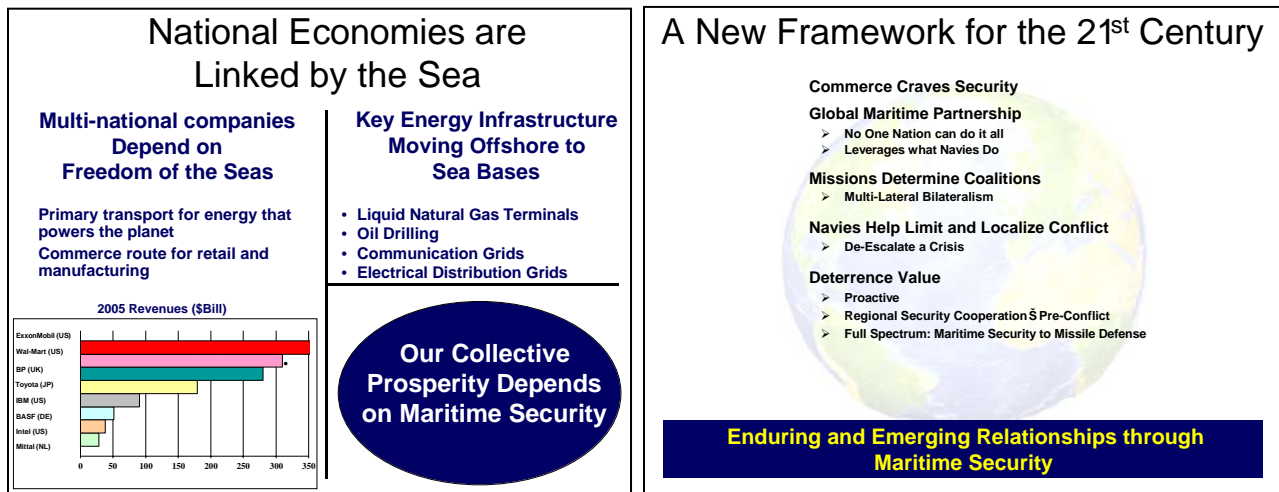 National Economies are
Linked by the Sea
Multi-national companies
Depend on
Freedom of the Seas
Primary transport for energy that
powers the planet
Commerce route for retail and
manufacturing
2005 Revenues ($Bill)
ExxonMobil (US)
Wal-Mart (US)
BP (UK)
Toyota (JP)
IBM (US)
BASF (DE)
Intel (US)
Mittal (NL)
0 50 100 150 200 250 300 350
Key Energy Infrastructure
Moving Offshore to
Sea Bases
• Liquid Natural Gas Terminals
• Oil Drilling
• Communication Grids
• Electrical Distribution Grids
Our Collective
Prosperity Depends
on Maritime Security
A New Framework for the 21st Century
Commerce Craves Security
Global Maritime Partnership
➢ No One Nation can do it all
➢ Leverages what Navies Do
Missions Determine Coalitions
➢ Multi-Lateral Bilateralism
Navies Help Limit and Localize Conflict
➢ De-Escalate a Crisis
Deterrence Value
➢ Proactive
➢ Regional Security Cooperation Š Pre-Conflict
➢ Full Spectrum: Maritime Security to Missile Defense
Enduring and Emerging Relationships through
Maritime Security